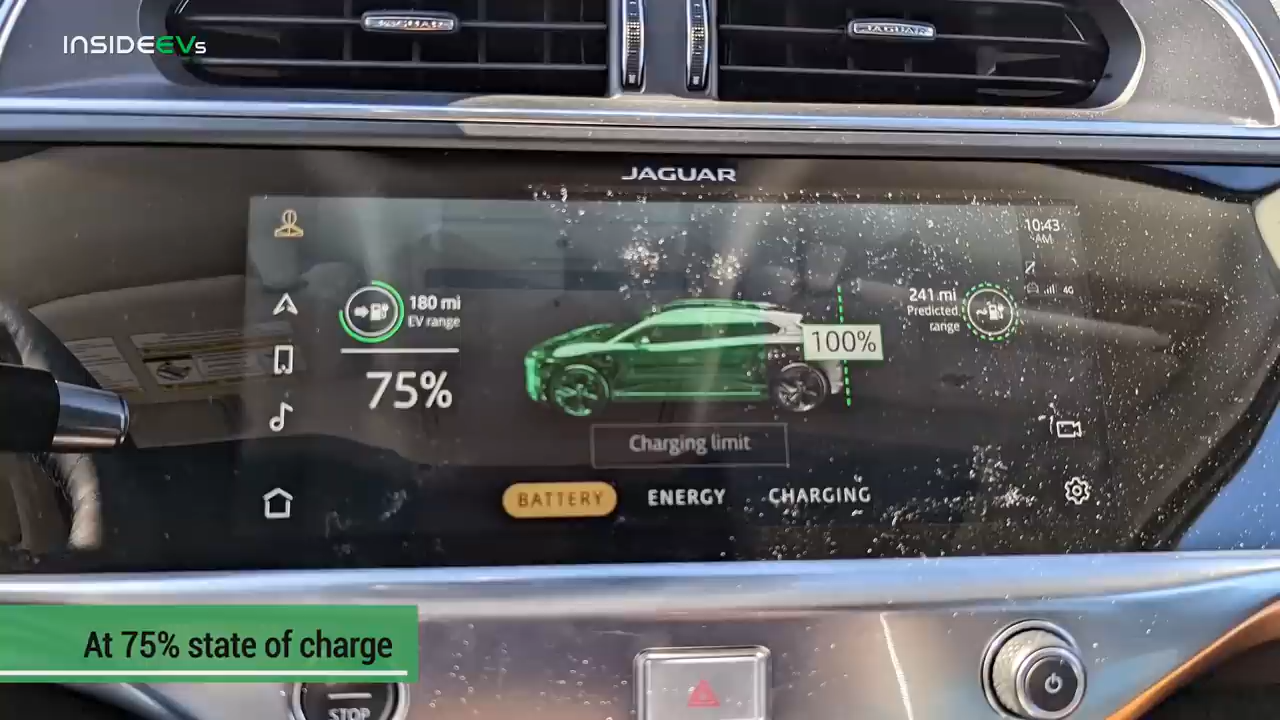 INSIDEEVs
JAGUAR
JAGUAR
JAGUAR
10:43
AM
4G
180 mi
EV range
75%
100%
241 mi
Predicted
range
Charging limit
BATTERY
ENERGY
CHARGING
At 75% state of charge
STOP